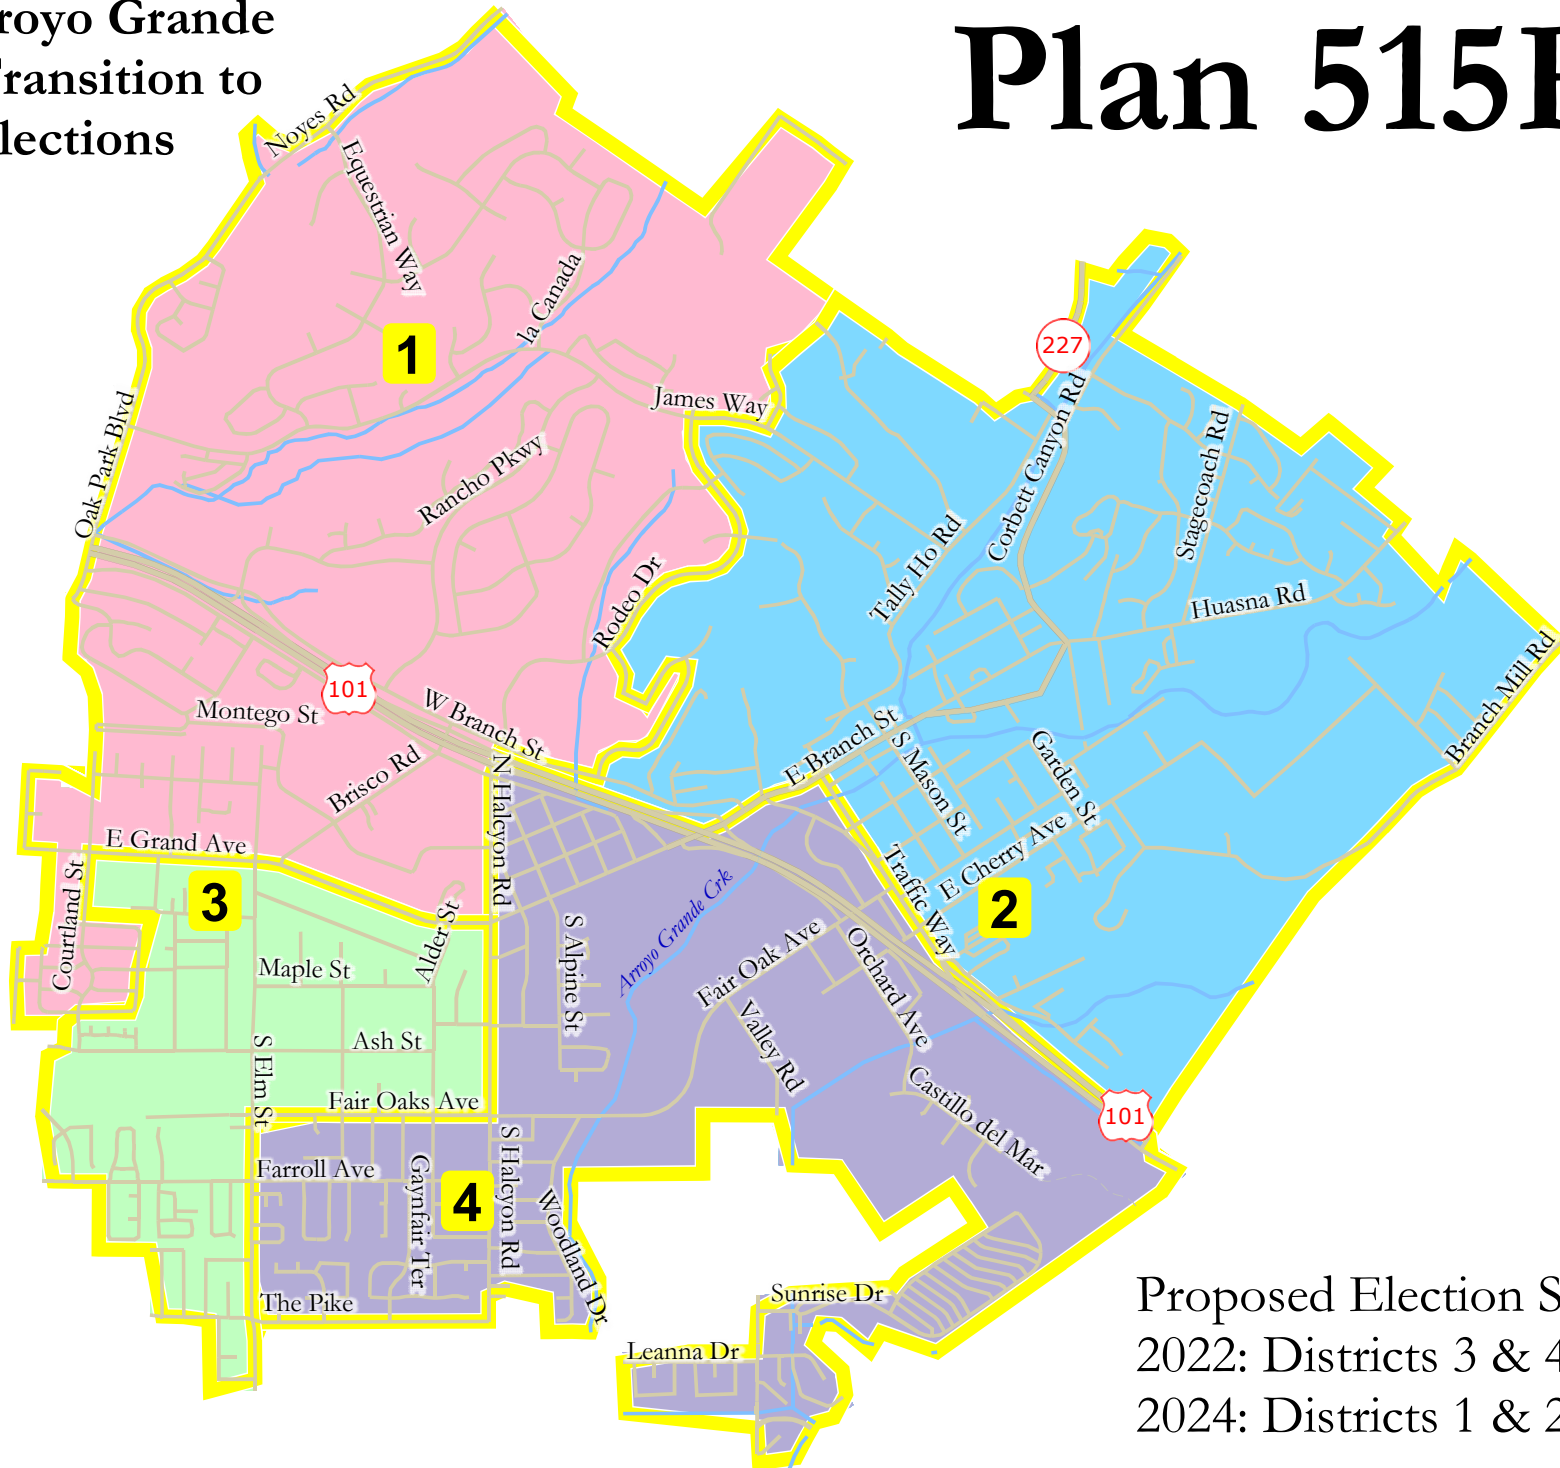 royo Grande
Transition to
lections
Plan 515
Noyes Rd
Equestrian Way
la Canada
1
227
James Way
Oak Park Blvd
Rancho Pkwy
Corbett Canyon Rd
Stagecoach Rd
Tally Ho Rd
Huasna Rd
Rodeo Dr
Branch Mill Rd
101
Montego St
W Branch St
E Branch St
S Mason St
Garden St
Brisco Rd
N Halcyon Rd
E Grand Ave
E Cherry Ave
Traffic Way
3
2
Courtland St
Alder St
S Alpine St
Arroyo Grande Crk
Fair Oak Ave
Orchard Ave
Maple St
Valley Rd
Ash St
S Elm St
Castillo del Mar
Fair Oaks Ave
101
Farroll Ave
Gaynfair Ter
4
S Halcyon Rd
Woodland Dr
The Pike
Sunrise Dr
Leanna Dr
Proposed Election S
2022: Districts 3 & 4
2024: Districts 1 & 2